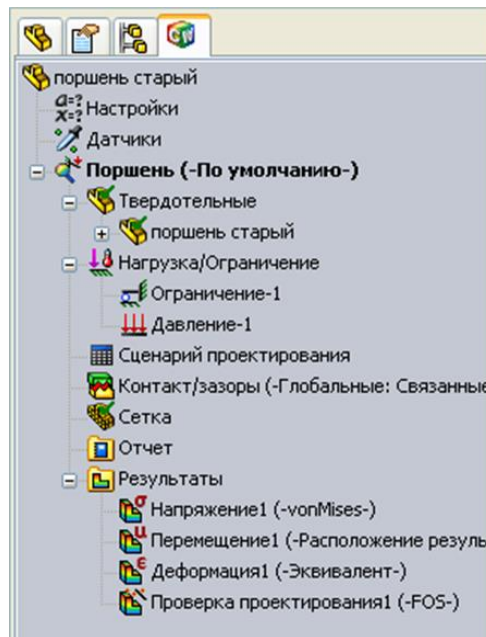 поршень старый
a=? x=? Настройки
Датчики
Поршень (-По умолчанию-)
Твердотельные
поршень старый
Нагрузка/Ограничение
Ограничение-1
Давление-1
Сценарий проектирования
Контакт/зазоры (-Глобальные: Связанные
Сетка
Отчет
Результаты
σ Напряжение1 (-vonMises-)
u Перемещение1 (-Расположение резуль
ε Деформация1 (-Эквивалент-)
Проверка проектирования1 (-FOS-)